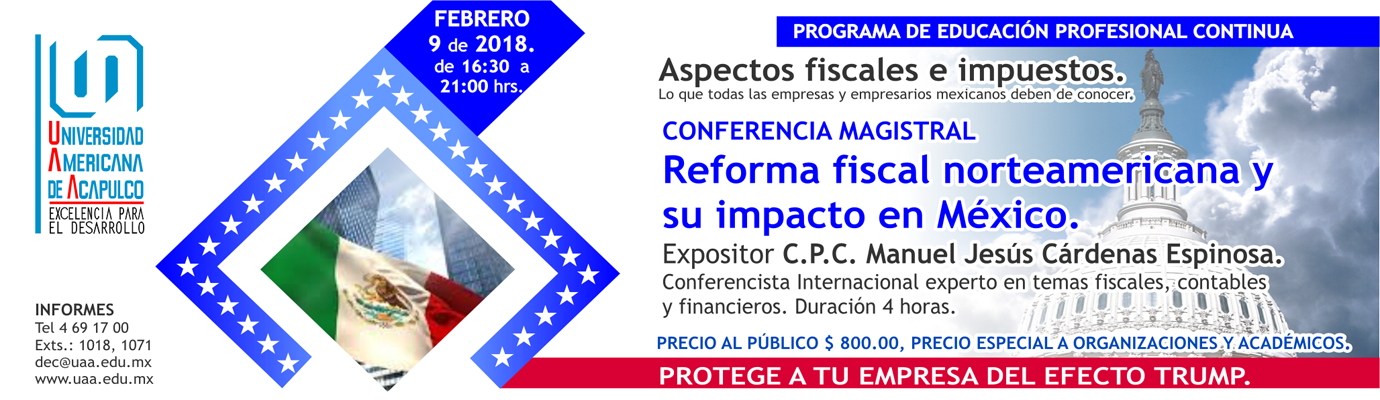 UNIVERSIDAD
AMERICANA
DE ACAPULCO
EXCELENCIA PARA
EL DESARROLLO
INFORMES
Tel 4 69 17 00
Exts.: 1018, 1071
dec@uaa.edu.mx
www.uaa.edu.mx
FEBRERO
9 de 2018.
de 16:30 a
21:00 hrs.
PROGRAMA DE EDUCACIÓN PROFESIONAL CONTINUA
Aspectos fiscales e impuestos.
Lo que todas las empresas y empresarios mexicanos deben de conocer.
CONFERENCIA MAGISTRAL
Reforma fiscal norteamericana y
su impacto en México.
Expositor C.P.C. Manuel Jesús Cárdenas Espinosa.
Conferencista Internacional experto en temas fiscales, contables
y financieros. Duración 4 horas.
PRECIO AL PÚBLICO $ 800.00, PRECIO ESPECIAL A ORGANIZACIONES Y ACADÉMICOS.
PROTEGE A TU EMPRESA DEL EFECTO TRUMP.